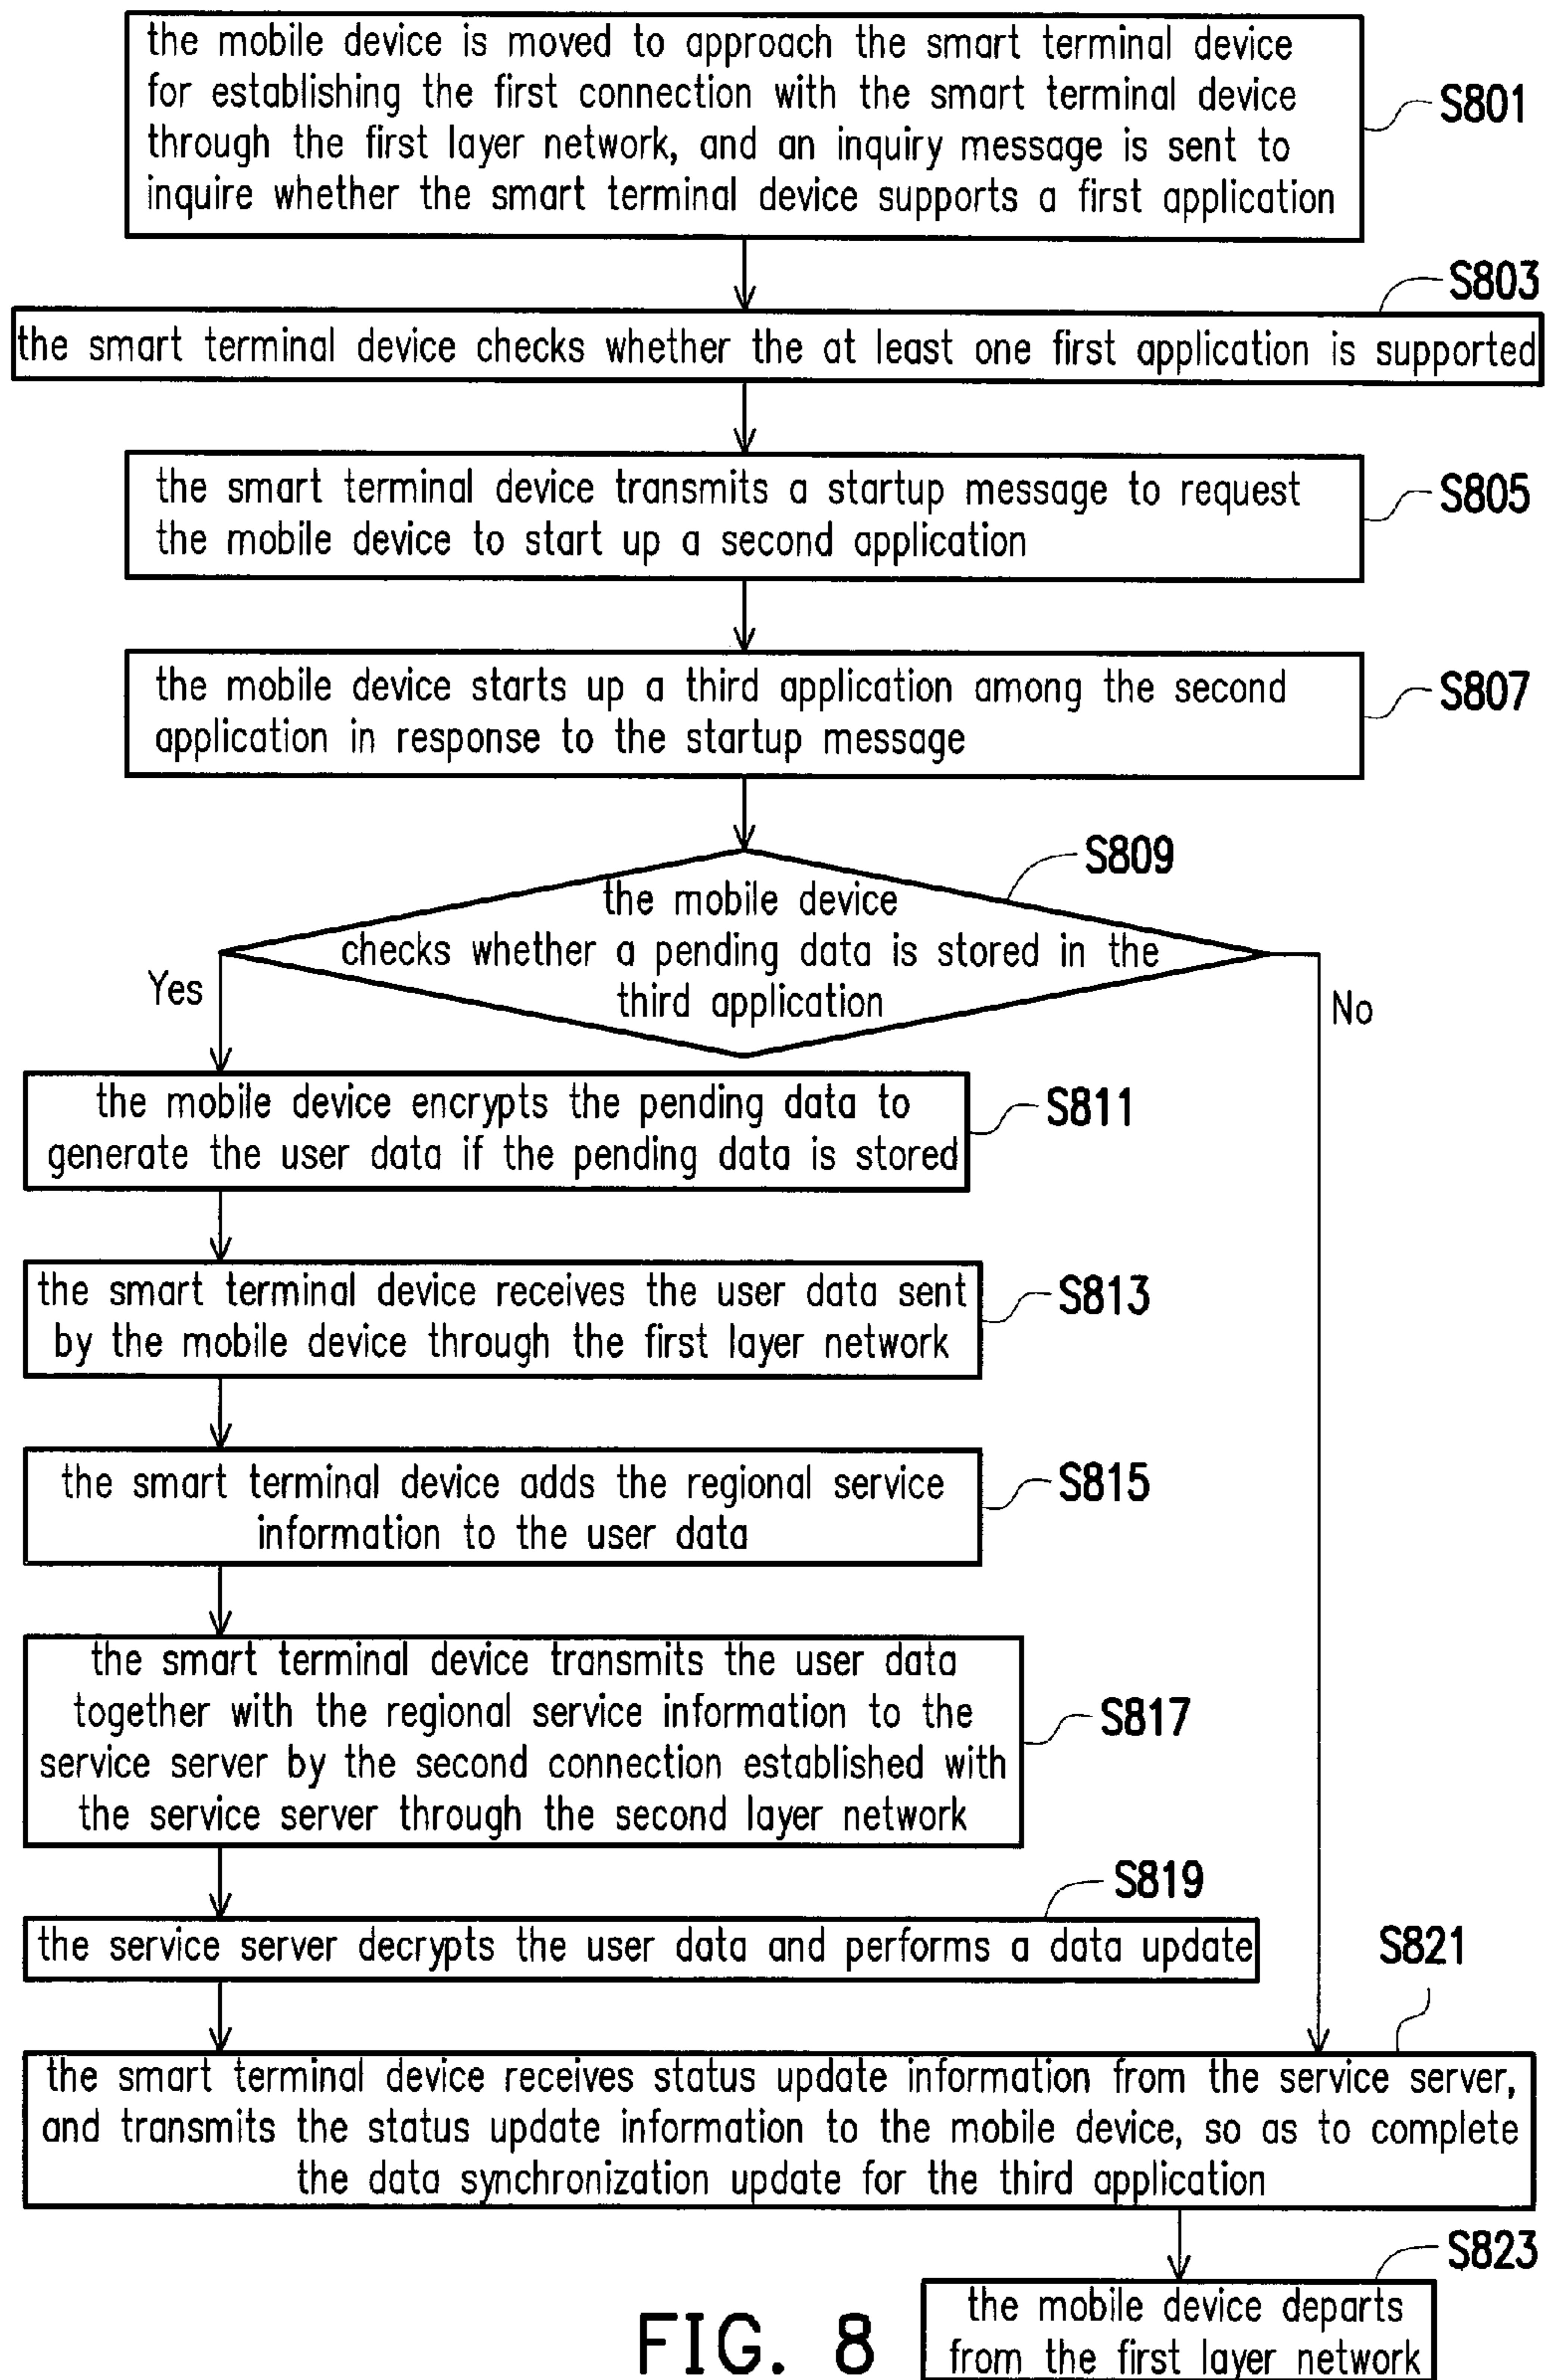 the mobile device is moved to approach the smart terminal device
for establishing the first connection with the smart terminal device
through the first layer network, and an inquiry message is sent to
inquire whether the smart terminal device supports a first application
S801
S803
the smart terminal device checks whether the at least one first application is supported
the smart terminal device transmits a startup message to request
the mobile device to start up a second application
S805
the mobile device starts up a third application among the second
application in response to the startup message
S807
S809
the mobile device
checks whether a pending data is stored in the
third application
Yes
No
the mobile device encrypts the pending data to
generate the user data if the pending data is stored
S811
the smart terminal device receives the user data sent
by the mobile device through the first layer network
S813
the smart terminal device adds the regional service
information to the user data
S815
the smart terminal device transmits the user data
together with the regional service information to the
service server by the second connection established with
the service server through the second layer network
S817
S819
the service server decrypts the user data and performs a data update
S821
the smart terminal device receives status update information from the service server,
and transmits the status update information to the mobile device, so as to complete
the data synchronization update for the third application
S823
the mobile device departs
from the first layer network
FIG. 8